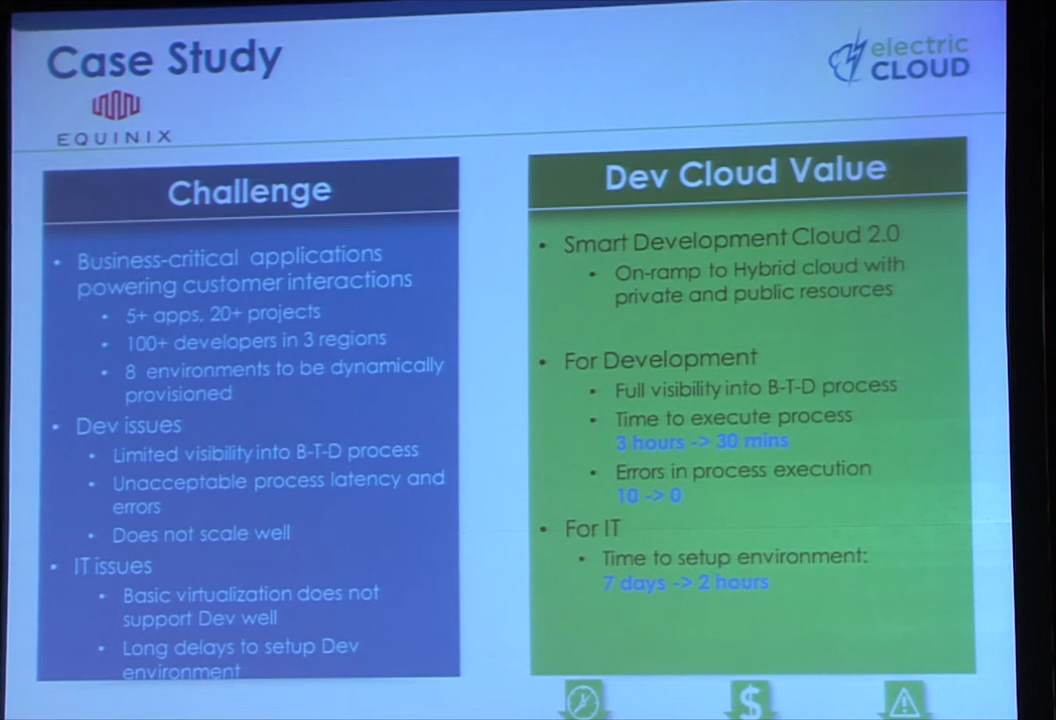 Case Study
EQUINIX
electric
CLOUD
Challenge
• Business-critical applications
powering customer interactions
• 5+ apps, 20+ projects
• 100+ developers in 3 regions
• 8 environments to be dynamically
provisioned
• Dev issues
• Limited visibility into B-T-D process
• Unacceptable process latency and
errors
• Does not scale well
• IT issues
• Basic virtualization does not
support Dev well
• Long delays to setup Dev
environment
Dev Cloud Value
• Smart Development Cloud 2.0
• On-ramp to Hybrid cloud with
private and public resources
• For Development
• Full visibility into B-T-D process
• Time to execute process
3 hours -> 30 mins
• Errors in process execution
10 -> 0
• For IT
• Time to setup environment:
7 days -> 2 hours
$